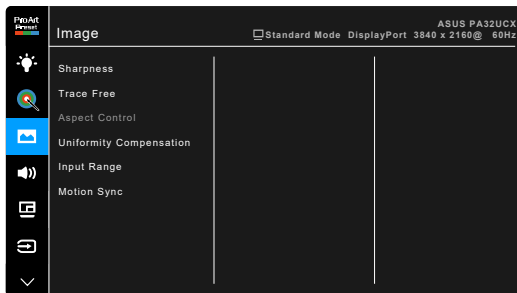 ProArt
Preset
Image
ASUS PA32UCX
Standard Mode DisplayPort 3840 x 2160@ 60Hz
Sharpness
Trace Free
Aspect Control
Uniformity Compensation
Input Range
Motion Sync